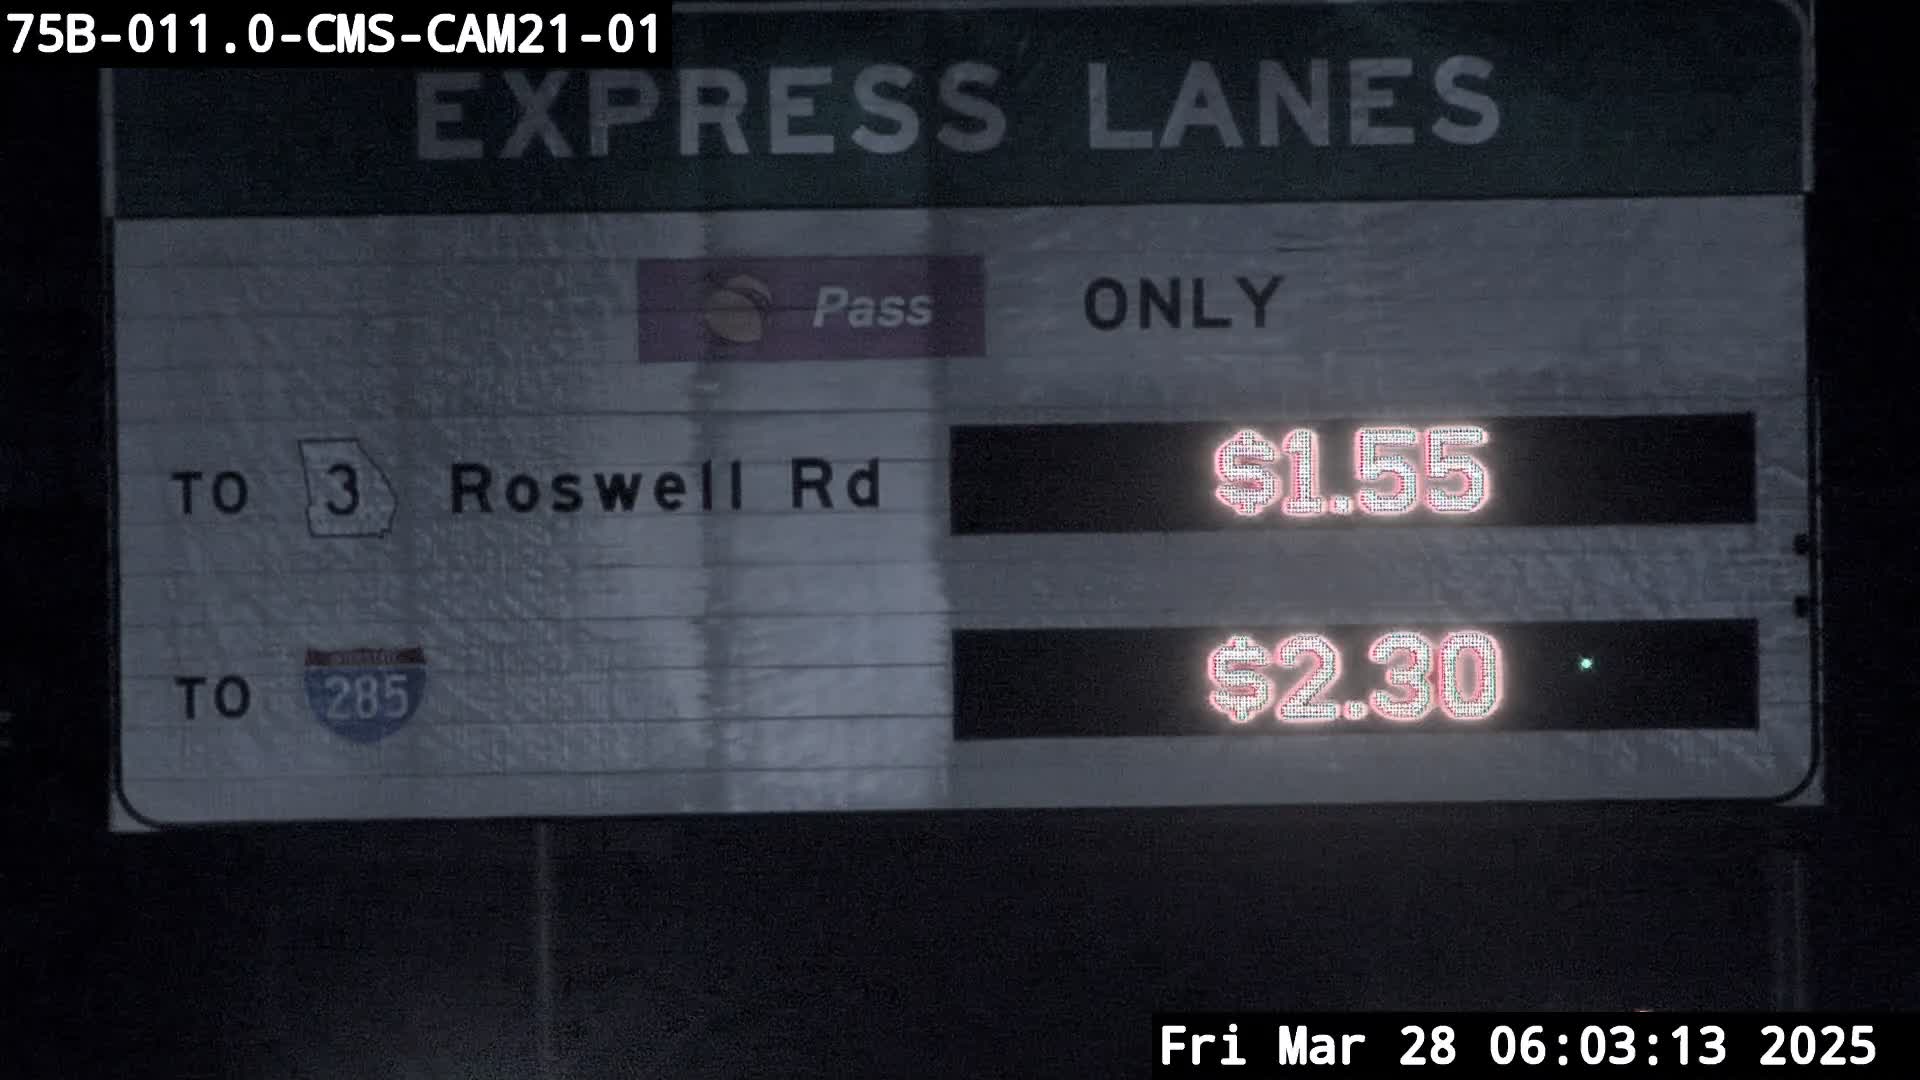 75B-011.0-CMS-CAM21-01
EXPRESS LANES
Pass ONLY
TO 3 Roswell Rd $1.55
TO 285 $2.30
Fri Mar 28 06:03:13 2025